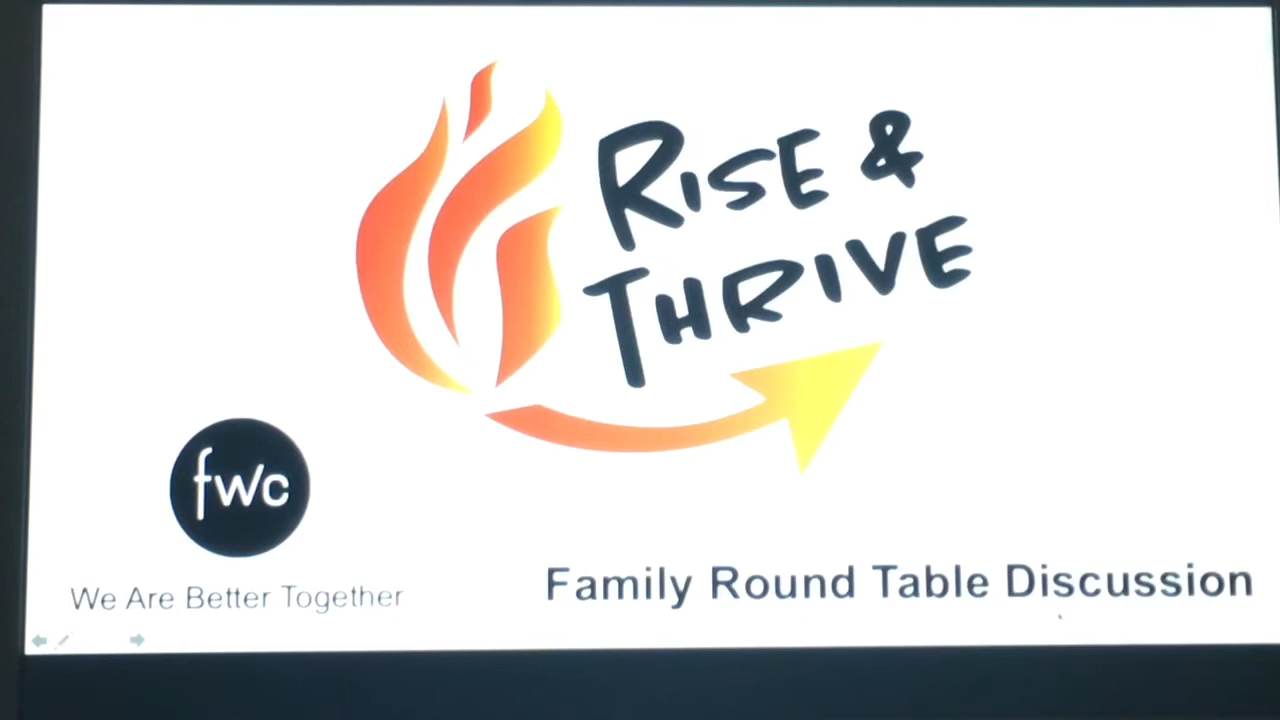 RISE &
THRIVE
fwc
We Are Better Together
Family Round Table Discussion